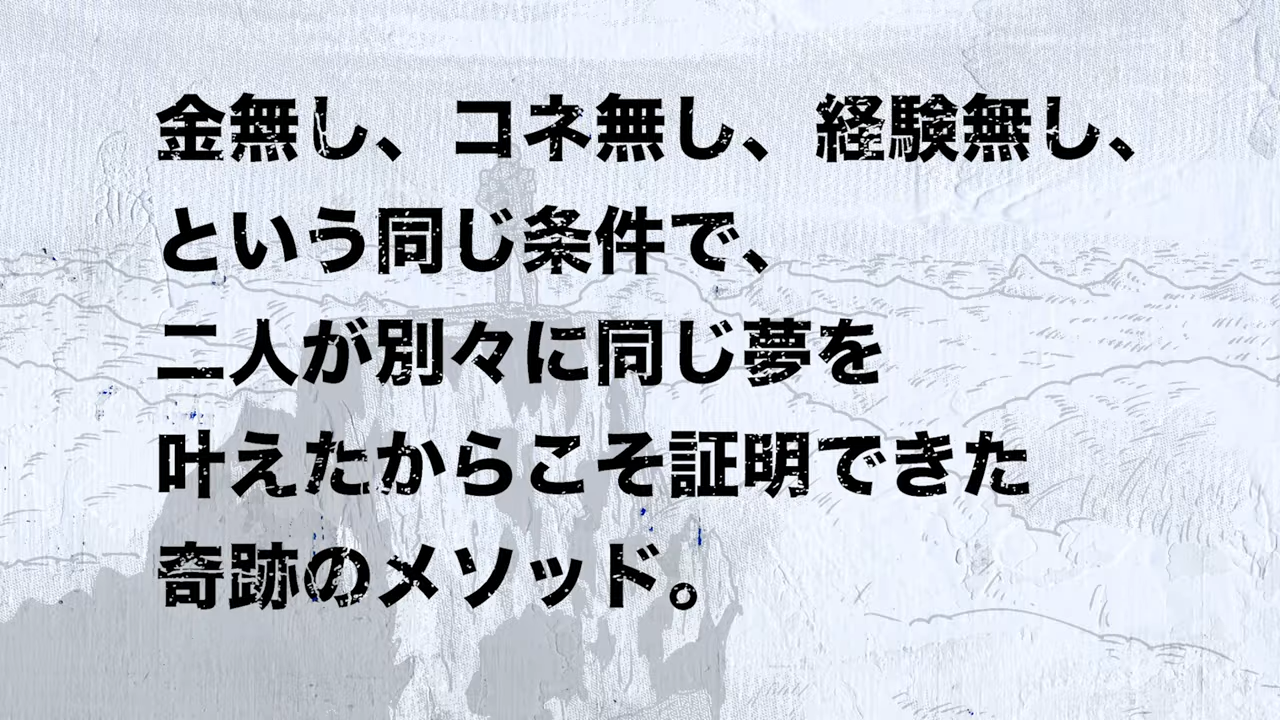 金無し、コネ無し、経験無し、
という同じ条件で、
二人が別々に同じ夢を
叶えたからこそ証明できた
奇跡のメソッド。